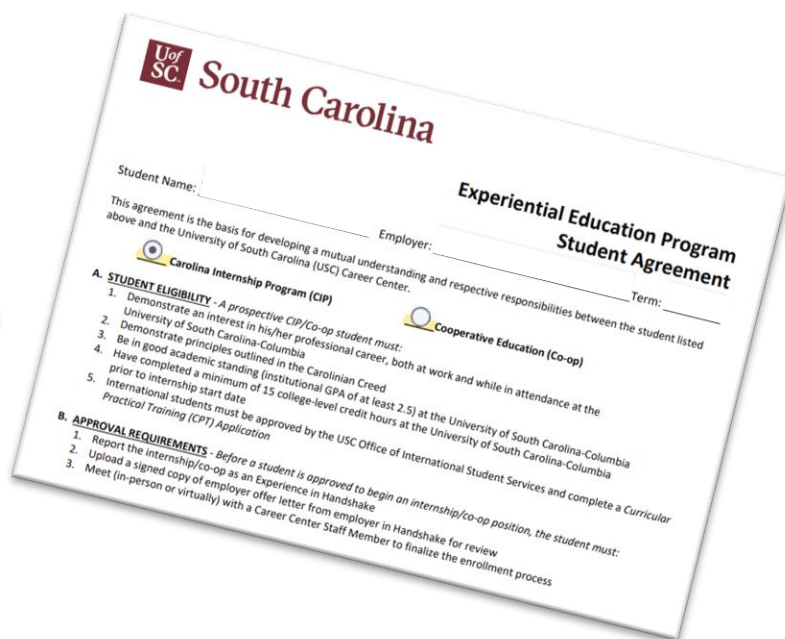 UofSC
South Carolina
Experiential Education Program
Student Agreement
Student Name: Employer: Term:
This agreement is the basis for developing a mutual understanding and respective responsibilities between the student listed
above and the University of South Carolina (USC) Career Center.
Carolina Internship Program (CIP) Cooperative Education (Co-op)
A. STUDENT ELIGIBILITY - A prospective CIP/Co-op student must:
1. Demonstrate an interest in his/her professional career, both at work and while in attendance at the
University of South Carolina-Columbia
2. Demonstrate principles outlined in the Carolinian Creed
3. Be in good academic standing (institutional GPA of at least 2.5) at the University of South Carolina-Columbia
4. Have completed a minimum of 15 college-level credit hours at the University of South Carolina-Columbia
prior to internship start date
5. International students must be approved by the USC Office of International Student Services and complete a Curricular
Practical Training (CPT) Application
B. APPROVAL REQUIREMENTS - Before a student is approved to begin an internship/co-op position, the student must:
1. Report the internship/co-op as an Experience in Handshake
2. Upload a signed copy of employer offer letter from employer in Handshake for review
3. Meet (in-person or virtually) with a Career Center Staff Member to finalize the enrollment process